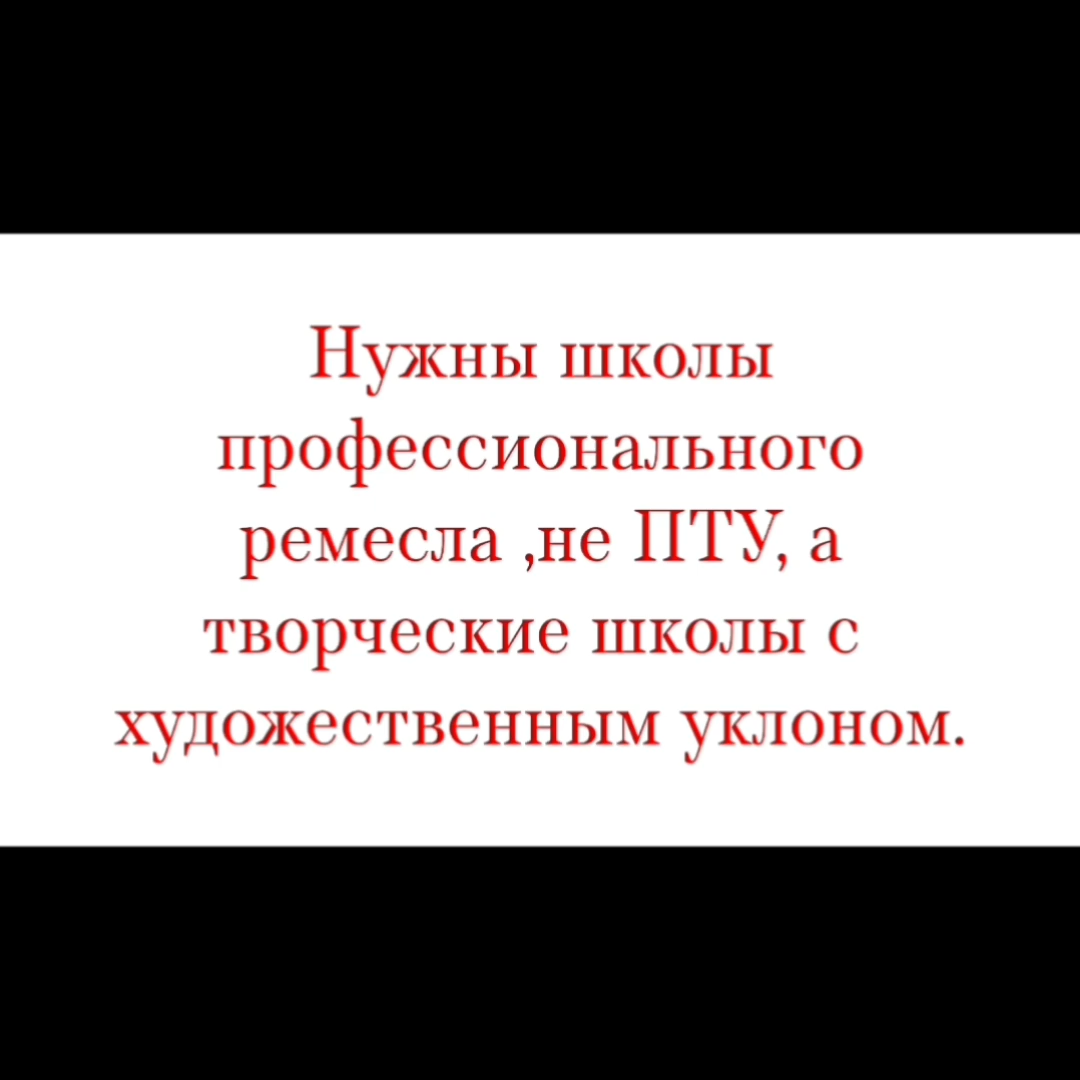 Нужны школы
профессионального
ремесла ,не ПТУ, а
творческие школы с
художественным уклоном.